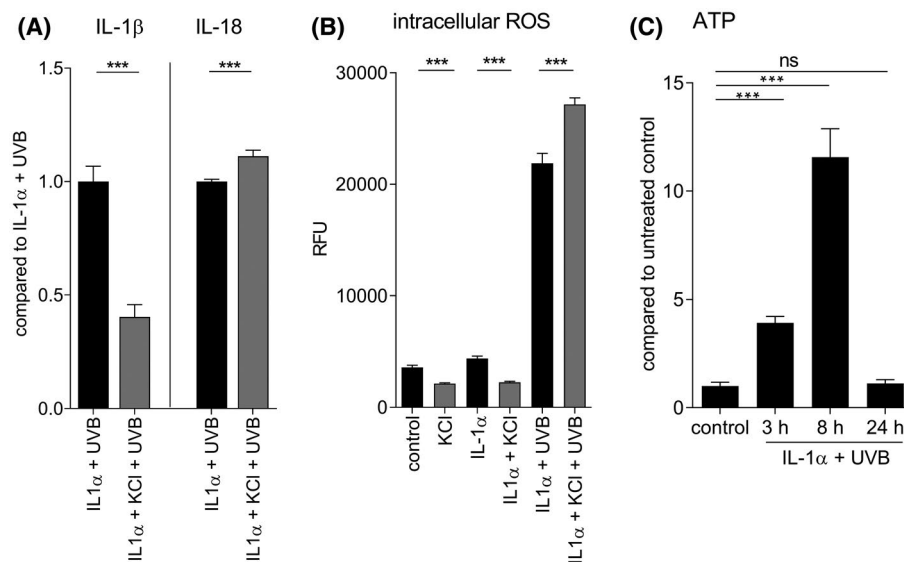 (A) IL-1β IL-18
*** ***
compared to IL-1α + UVB
1.5
1.0
0.5
0.0
IL1α + UVB
IL1α + KCl + UVB
IL1α + UVB
IL1α + KCl + UVB
(B) intracellular ROS
*** *** ***
RFU
30000
20000
10000
0
control
KCl
IL-1α
IL1α + KCl
IL1α + UVB
IL1α + KCl + UVB
(C) ATP
ns
***
***
compared to untreated control
15
10
5
0
control 3 h 8 h 24 h
IL-1α + UVB